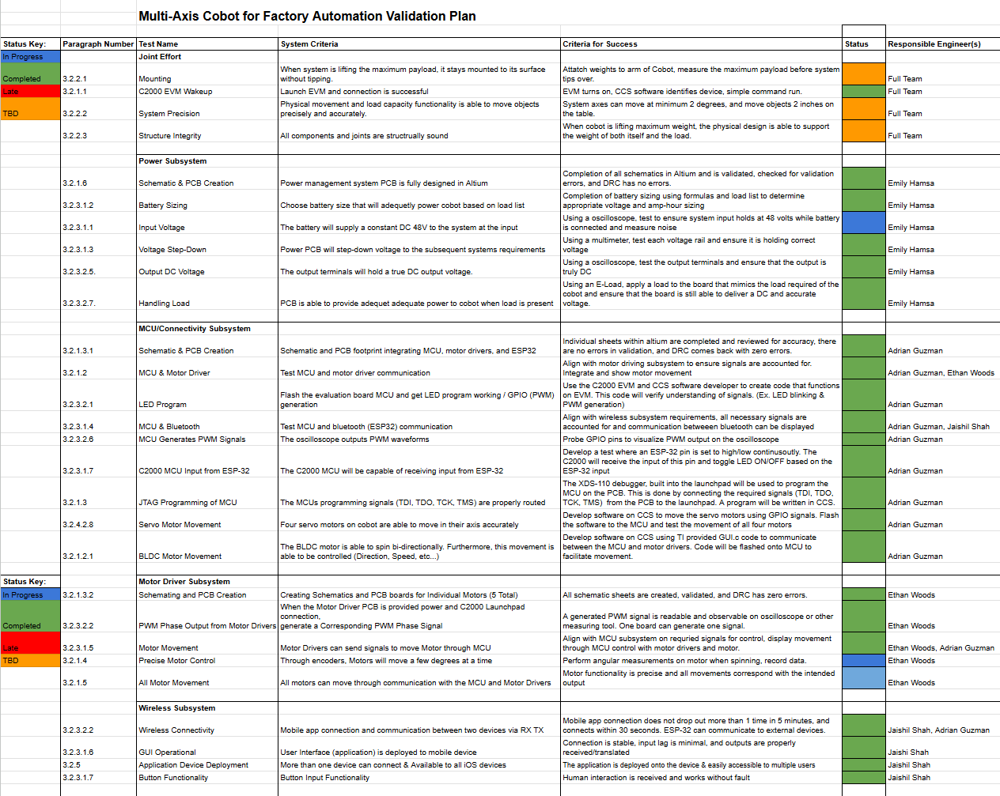 Multi-Axis Cobot for Factory Automation Validation Plan
Status Key: Paragraph Number Test Name System Criteria Criteria for Success Status Responsible Engineer(s)
In Progress Joint Effort
When system is lifting the maximum payload, it stays mounted to its surface Attatch weights to arm of Cobot, measure the maximum payload before system
Completed 3.2.2.1 Mounting without tipping. tips over. Full Team
Late 3.2.1.1 C2000 EVM Wakeup Launch EVM and connection is successful EVM turns on, CCS software identifies device, simple command run. Full Team
Physical movement and load capacity functionality is able to move objects System axes can move at minimum 2 degrees, and move objects 2 inches on
TBD 3.2.2.2 System Precision precisely and accurately. the table. Full Team
When cobot is lifting maximum weight, the physical design is able to support
3.2.2.3 Structure Integrity All components and joints are structrually sound the weight of both itself and the load. Full Team
Power Subsystem
Completion of all schematics in Altium and is validated, checked for validation
3.2.1.6 Schematic & PCB Creation Power management system PCB is fully designed in Altium errors, and DRC has no errors. Emily Hamsa
Completion of battery sizing using formulas and load list to determine
3.2.3.1.2 Battery Sizing Choose battery size that will adequetly power cobot based on load list appropriate voltage and amp-hour sizing Emily Hamsa
Using a oscilloscope, test to ensure system input holds at 48 volts while battery
3.2.3.1.1 Input Voltage The battery will supply a constant DC 48V to the system at the input is connected and measure noise Emily Hamsa
Using a multimeter, test each voltage rail and ensure it is holding correct
3.2.3.1.3 Voltage Step-Down Power PCB will step-down voltage to the subsequent systems requirements voltage Emily Hamsa
Using a oscilloscope, test the output terminals and ensure that the output is
3.2.3.2.5. Output DC Voltage The output terminals will hold a true DC output voltage. truly DC Emily Hamsa
Using an E-Load, apply a load to the board that mimics the load required of the
cobot and ensure that the board is still able to deliver a DC and accurate
3.2.3.2.7. Handling Load PCB is able to provide adequet adequate power to cobot when load is present voltage. Emily Hamsa
MCU/Connectivity Subsystem
Individual sheets within altium are completed and reviewed for accuracy, there
3.2.1.3.1 Schematic & PCB Creation Schematic and PCB footprint integrating MCU, motor drivers, and ESP32 are no errors in validation, and DRC comes back with zero errors. Adrian Guzman
Align with motor driving subsystem to ensure signals are accounted for.
3.2.1.2 MCU & Motor Driver Test MCU and motor driver communication Integrate and show motor movement Adrian Guzman, Ethan Woods
Use the C2000 EVM and CCS software developer to create code that functions
Flash the evaluation board MCU and get LED program working / GPIO (PWM) on EVM. This code will verify understanding of signals. (Ex. LED blinking &
3.2.3.2.1 LED Program generation PWM generation) Adrian Guzman
Align with wireless subsystem requirements, all necessary signals are
3.2.3.1.4 MCU & Bluetooth Test MCU and bluetooth (ESP32) communication accounted for and communication betweeen bluetooth can be displayed Adrian Guzman, Jaishil Shah
3.2.3.2.6 MCU Generates PWM Signals The oscilloscope outputs PWM waveforms Probe GPIO pins to visualize PWM output on the oscilloscope Adrian Guzman
Develop a test where an ESP-32 pin is set to high/low continusoutly. The
C2000 will receive the input of this pin and toggle LED ON/OFF based on the
3.2.3.1.7 C2000 MCU Input from ESP-32 The C2000 MCU will be capable of receiving input from ESP-32 ESP-32 input Adrian Guzman
The XDS-110 debugger, built into the launchpad will be used to program the
MCU on the PCB. This is done by connecting the required signals (TDI, TDO,
3.2.1.3 JTAG Programing of MCU The MCUs programming signals (TDI, TDO, TCK, TMS) are properly routed TCK, TMS) from the PCB to the launchpad. A program will be written in CCS. Adrian Guzman
Develop software on CCS to move the servo motors using GPIO signals. Flash
3.2.4.2.8 Servo Motor Movement Four servo motors on cobot are able to move in their axis accurately the software to the MCU and test the movement of all four motors Adrian Guzman
Develop software on CCS using TI provided GUI.c code to communicate
The BLDC motor is able to spin bi-directionally. Furthermore, this movement is between the MCU and motor drivers. Code will be flashed onto MCU to
3.2.1.2.1 BLDC Motor Movement able to be controlled (Direction, Speed, etc...) facilitate movement. Adrian Guzman
Status Key: Motor Driver Subsystem
In Progress 3.2.1.3.2 Schemating and PCB Creation Creating Schematics and PCB boards for Individual Motors (5 Total) All schematic sheets are created, validated, and DRC has zero errors. Ethan Woods
When the Motor Driver PCB is provided power and C2000 Launchpad
connection, A generated PWM signal is readable and observable on oscilloscope or other
Completed 3.2.3.2.2 PWM Phase Output from Motor Drivers generate a Corresponding PWM Phase Signal measuring tool. One board can generate one signal. Ethan Woods
Align with MCU subsystem on requried signals for control, display movement
Late 3.2.3.1.5 Motor Movement Motor Drivers can send signals to move Motor through MCU through MCU control with motor drivers and motor. Ethan Woods, Adrian Guzman
TBD 3.2.1.4 Precise Motor Control Through encoders, Motors will move a few degrees at a time Perform angular measurements on motor when spinning, record data. Ethan Woods
Motor functionality is precise and all movements correspond with the intended
3.2.1.5 All Motor Movement All motors can move through communication with the MCU and Motor Drivers output Ethan Woods
Wireless Subsystem
Mobile app connection does not drop out more than 1 time in 5 minutes, and
3.2.3.2.2 Wireless Connectivity Mobile app connection and communication between two devices via RX TX connects within 30 seconds. ESP-32 can communicate to external devices. Jaishil Shah, Adrian Guzman
Connection is stable, input lag is minimal, and outputs are properly
3.2.3.1.6 GUI Operational User Interface (application) is deployed to mobile device received/translated Jaishi Shah
3.2.5 Application Device Deployment More than one device can connect & Available to all iOS devices The application is deployed onto the device & easily accessible to multiple users Jaishil Shah
3.2.3.1.7 Button Functionality Button Input Functionality Human interaction is received and works without fault Jaishil Shah